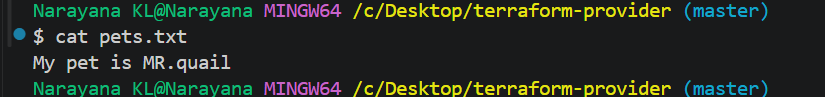 Narayana KL@Narayana MINGW64 /c/Desktop/terraform-provider (master)
$ cat pets.txt
My pet is MR.quail
Narayana KL@Narayana MINGW64 /c/Desktop/terraform-provider (master)